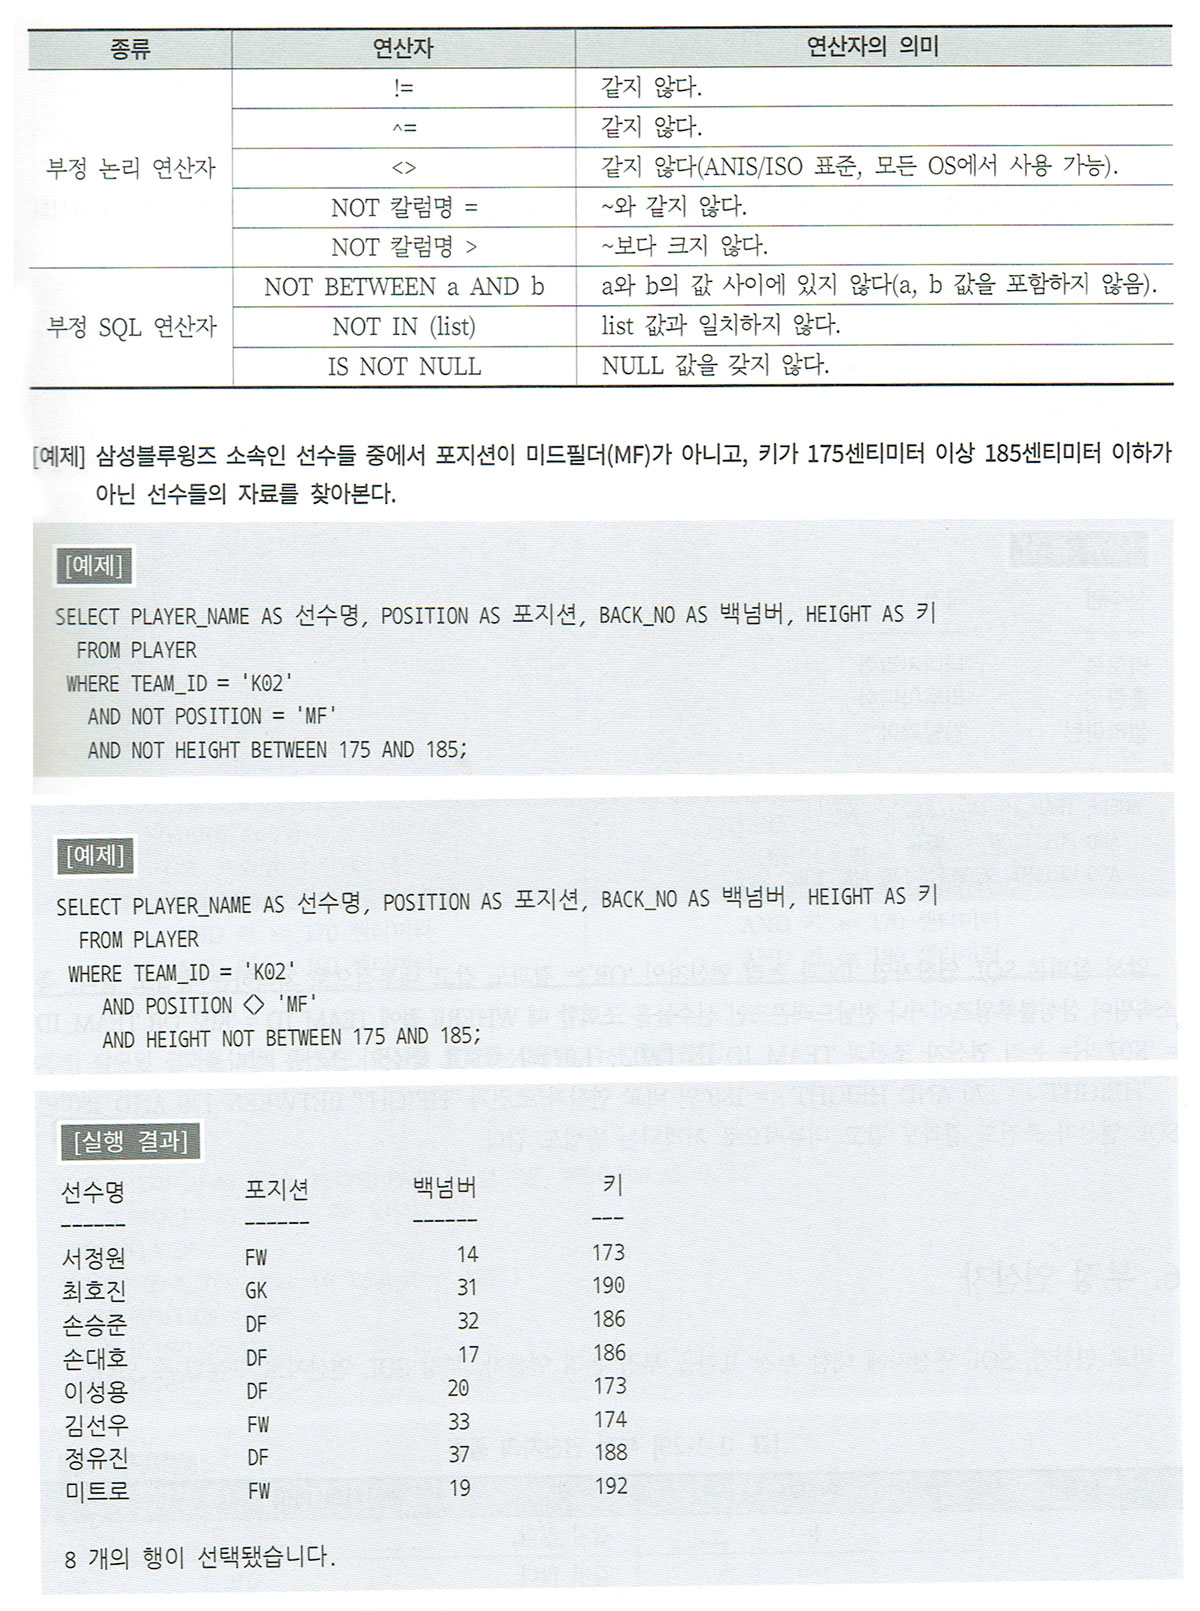 종류 연산자 연산자의 의미
부정 논리 연산자
!= 같지 않다.
^= 같지 않다.
<> 같지 않다(ANIS/ISO 표준, 모든 OS에서 사용 가능).
NOT 칼럼명 = ~와 같지 않다.
NOT 칼럼명 > ~보다 크지 않다.
부정 SQL 연산자
NOT BETWEEN a AND b a와 b의 값 사이에 있지 않다(a, b 값을 포함하지 않음).
NOT IN (list) list 값과 일치하지 않다.
IS NOT NULL NULL 값을 갖지 않다.
[예제] 삼성블루윙즈 소속인 선수들 중에서 포지션이 미드필더(MF)가 아니고, 키가 175센티미터 이상 185센티미터 이하가
아닌 선수들의 자료를 찾아본다.
[예제]
SELECT PLAYER_NAME AS 선수명, POSITION AS 포지션, BACK_NO AS 백넘버, HEIGHT AS 키
FROM PLAYER
WHERE TEAM_ID = 'K02'
AND NOT POSITION = 'MF'
AND NOT HEIGHT BETWEEN 175 AND 185;
[예제]
SELECT PLAYER_NAME AS 선수명, POSITION AS 포지션, BACK_NO AS 백넘버, HEIGHT AS 키
FROM PLAYER
WHERE TEAM_ID = 'K02'
AND POSITION <> 'MF'
AND HEIGHT NOT BETWEEN 175 AND 185;
[실행 결과]
선수명 포지션 백넘버 키
------ ------ ------ ---
서정원 FW 14 173
최호진 GK 31 190
손승준 DF 32 186
손대호 DF 17 186
이성용 DF 20 173
김선우 FW 33 174
정유진 DF 37 188
미트로 FW 19 192
8 개의 행이 선택됐습니다.